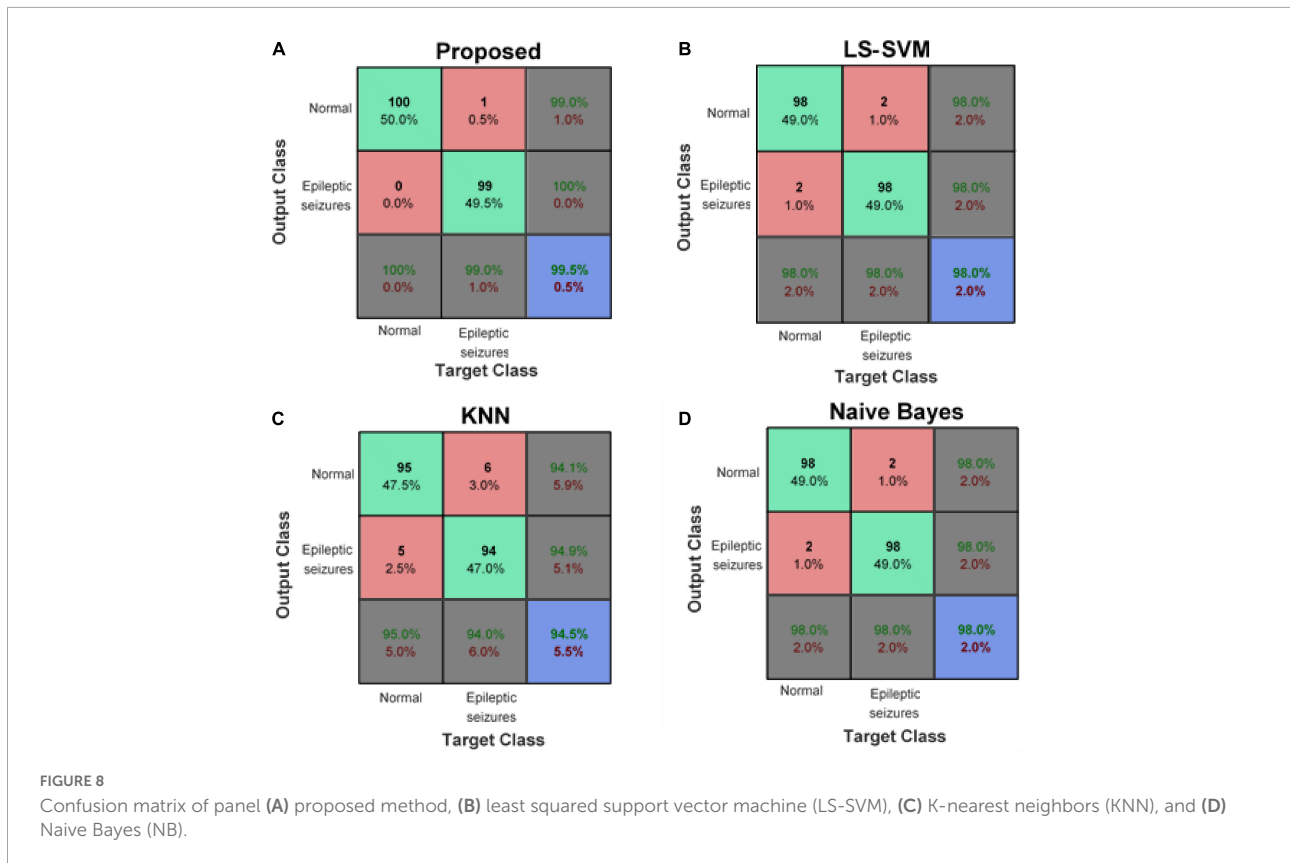 A
Proposed
Normal
100
50.0%
1
0.5%
99.0%
1.0%
Epileptic
seizures
0
0.0%
99
49.5%
100%
0.0%
100%
0.0%
99.0%
1.0%
99.5%
0.5%
Normal
Epileptic
seizures
Output Class
Target Class
B
LS-SVM
Normal
98
49.0%
2
1.0%
98.0%
2.0%
Epileptic
seizures
2
1.0%
98
49.0%
98.0%
2.0%
98.0%
2.0%
98.0%
2.0%
98.0%
2.0%
Normal
Epileptic
seizures
Output Class
Target Class
C
KNN
Normal
95
47.5%
6
3.0%
94.1%
5.9%
Epileptic
seizures
5
2.5%
94
47.0%
94.9%
5.1%
95.0%
5.0%
94.0%
6.0%
94.5%
5.5%
Normal
Epileptic
seizures
Output Class
Target Class
D
Naive Bayes
Normal
98
49.0%
2
1.0%
98.0%
2.0%
Epileptic
seizures
2
1.0%
98
49.0%
98.0%
2.0%
98.0%
2.0%
98.0%
2.0%
98.0%
2.0%
Normal
Epileptic
seizures
Output Class
Target Class
FIGURE 8
Confusion matrix of panel (A) proposed method, (B) least squared support vector machine (LS-SVM), (C) K-nearest neighbors (KNN), and (D)
Naive Bayes (NB).